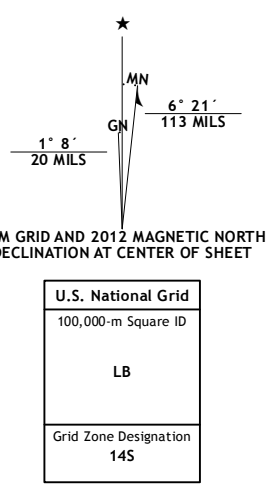 MN
GN
6° 21´
113 MILS
1° 8´
20 MILS
M GRID AND 2012 MAGNETIC NORTH
DECLINATION AT CENTER OF SHEET
U.S. National Grid
100,000-m Square ID
LB
Grid Zone Designation
14S